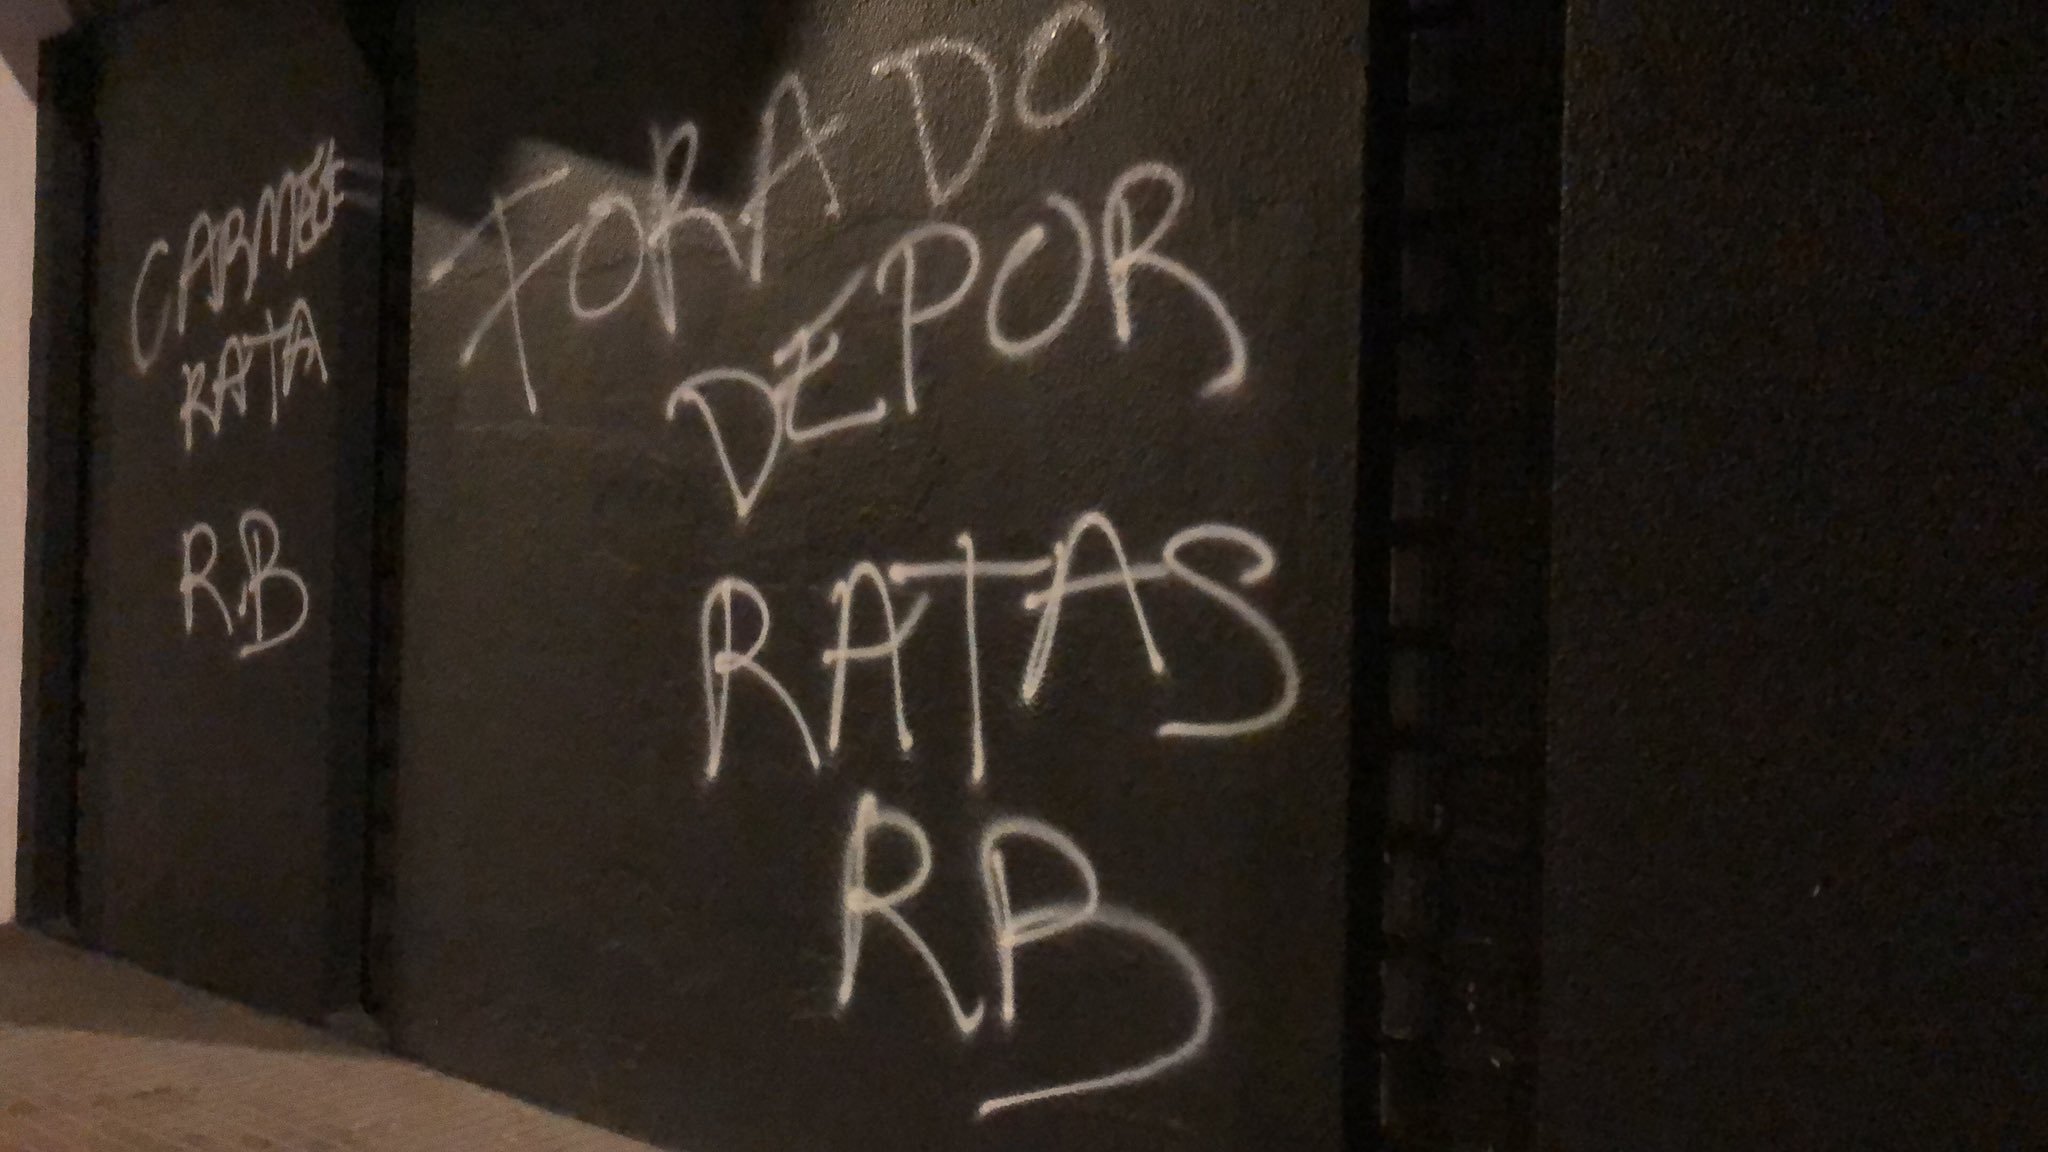 RATA
RB
FORA DO
DEPOR
RATAS
RB